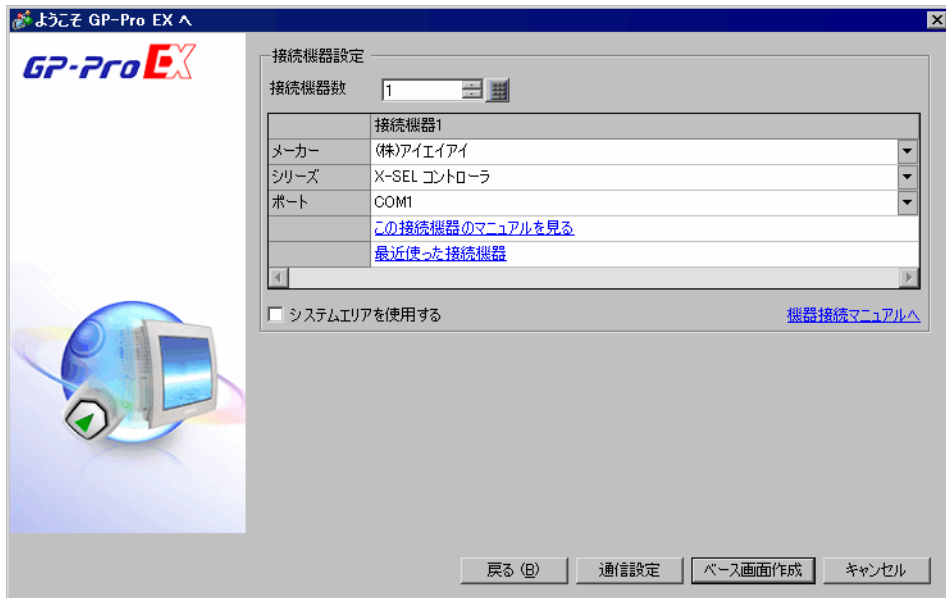 ようこそ GP-Pro EX へ
GP-Pro EX
接続機器設定
接続機器数 1
接続機器1
メーカー (株)アイエイアイ
シリーズ X-SEL コントローラ
ポート COM1
この接続機器のマニュアルを見る
最近使った接続機器
システムエリアを使用する 機器接続マニュアルへ
戻る (B) 通信設定 ベース画面作成 キャンセル